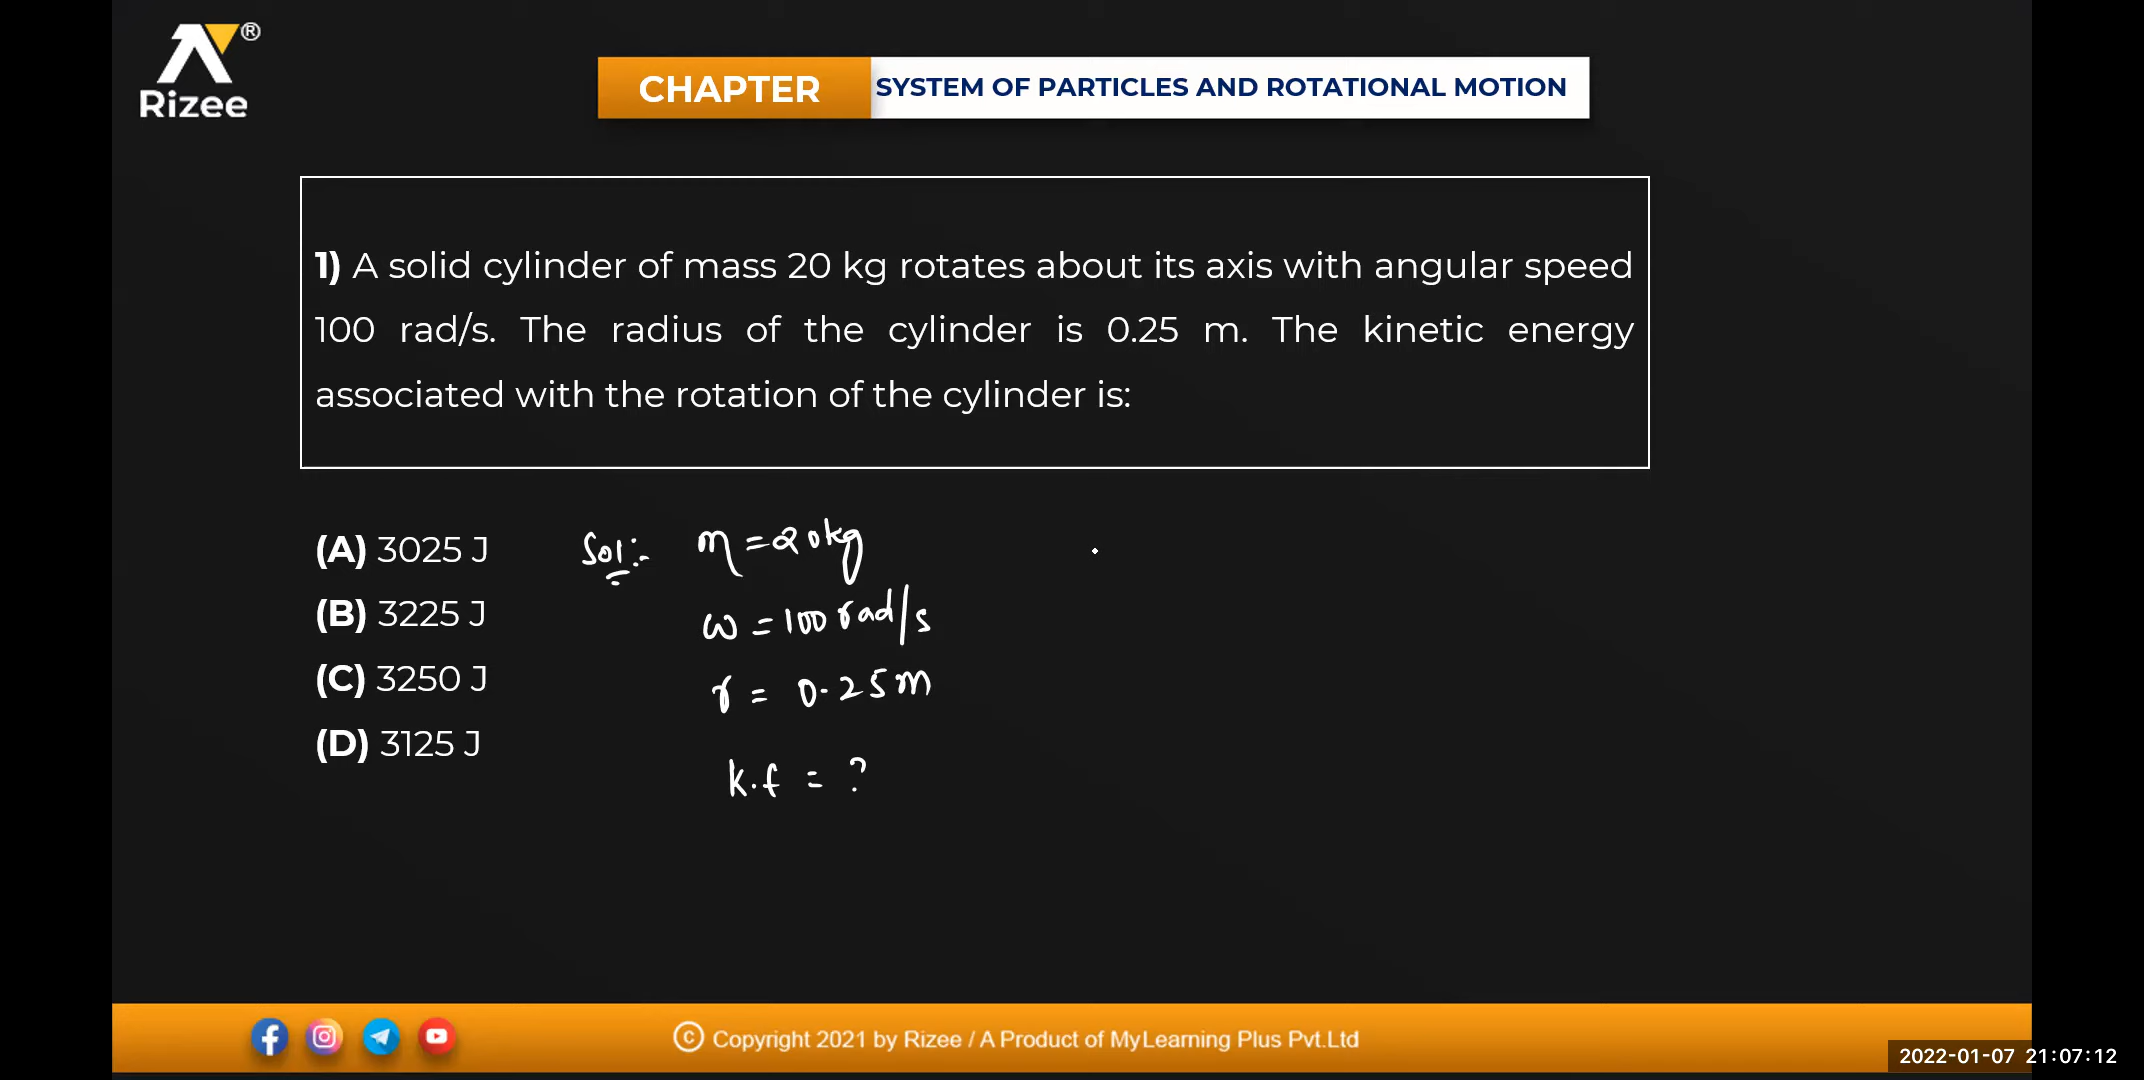 Rizee®
CHAPTER SYSTEM OF PARTICLES AND ROTATIONAL MOTION
1) A solid cylinder of mass 20 kg rotates about its axis with angular speed
100 rad/s. The radius of the cylinder is 0.25 m. The kinetic energy
associated with the rotation of the cylinder is:
(A) 3025 J
(B) 3225 J
(C) 3250 J
(D) 3125 J
Sol:- m = 20kg
ω = 100 rad/s
r = 0.25m
k.f = ?
© Copyright 2021 by Rizee / A Product of MyLearning Plus Pvt.Ltd
2022-01-07 21:07:12